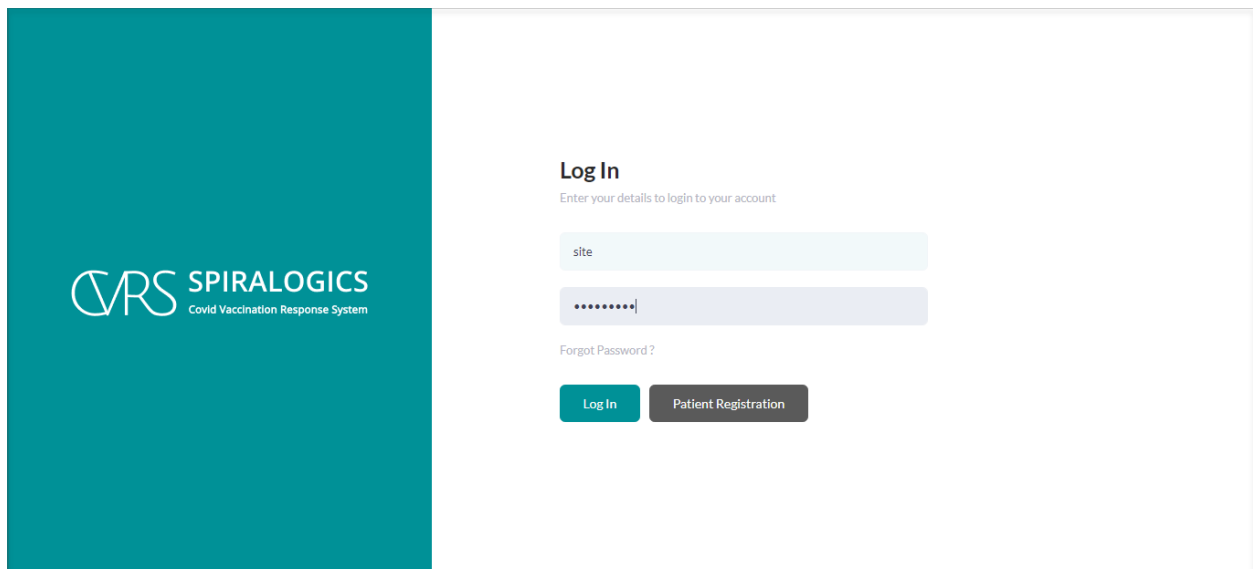 CVRS SPIRALOGICS
Covid Vaccination Response System
Log In
Enter your details to login to your account
site
•••••••••
Forgot Password ?
Log In
Patient Registration